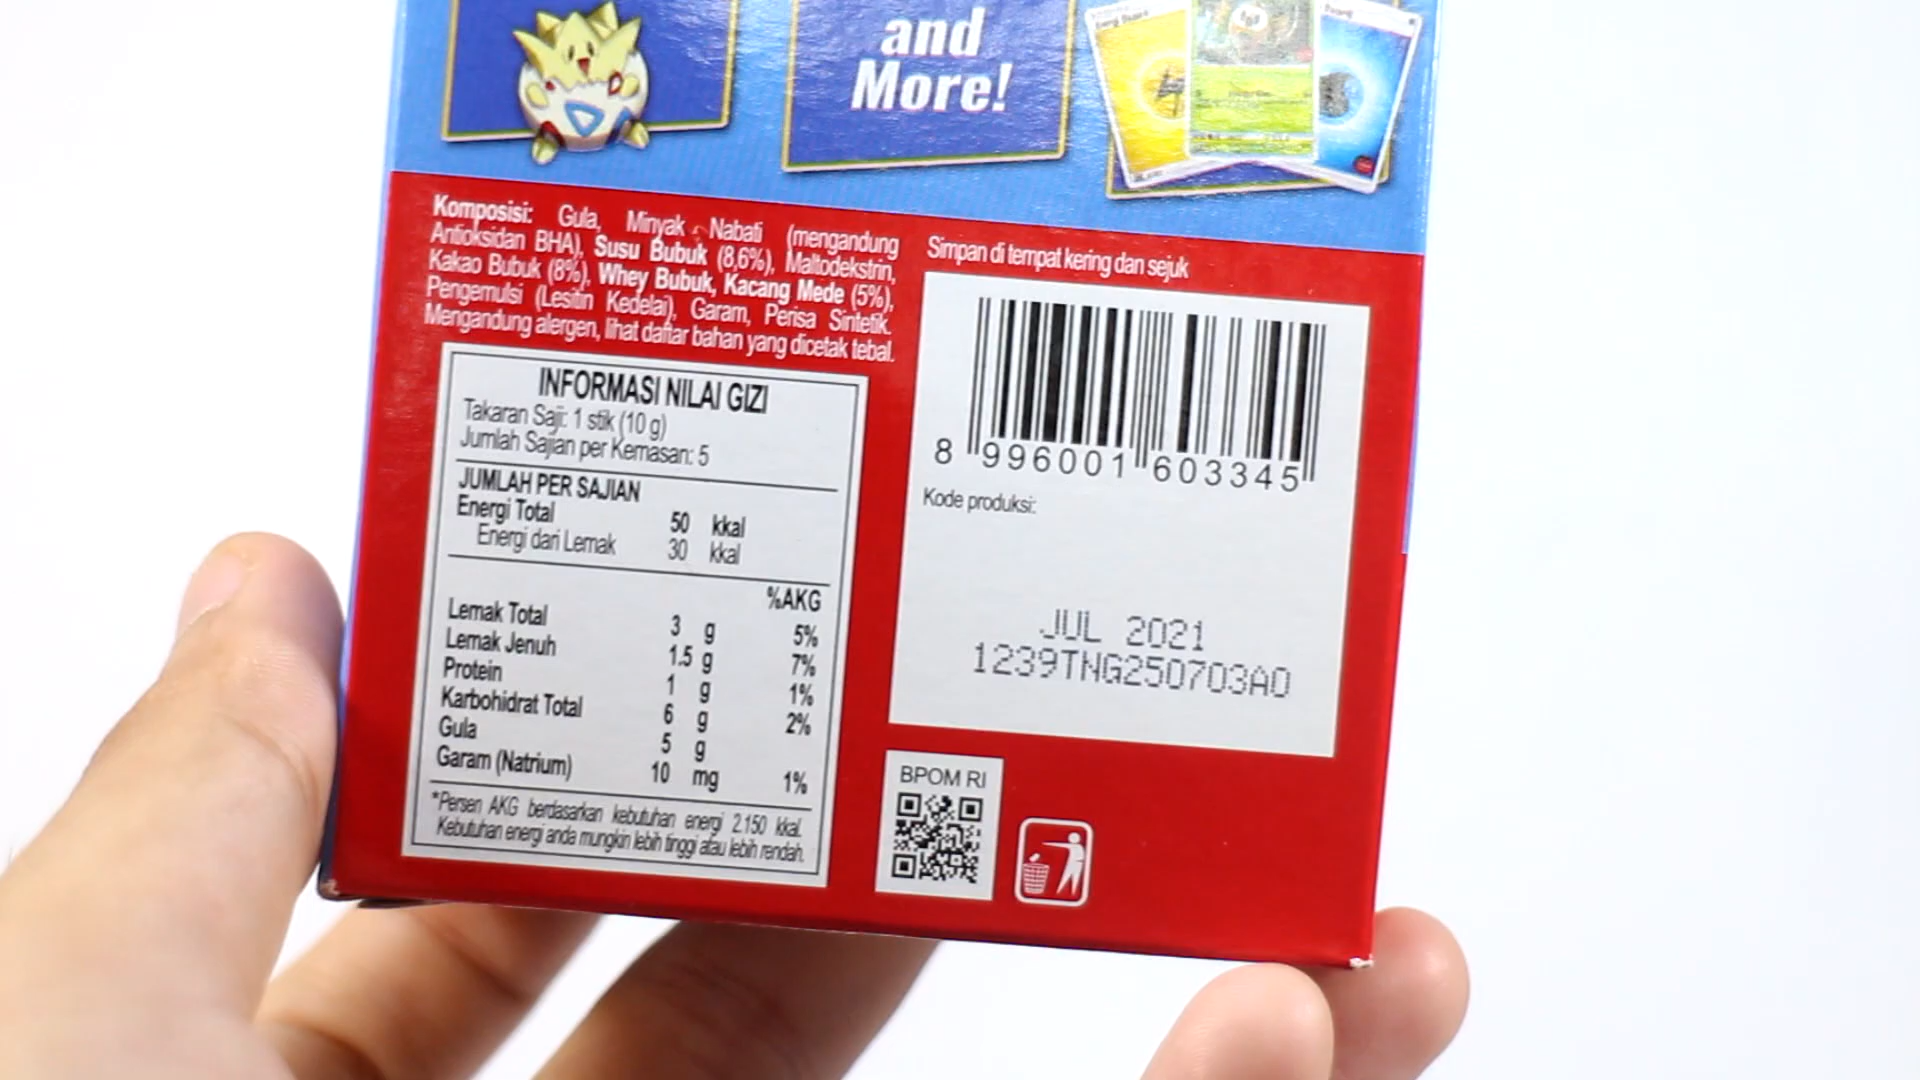 and
More!
Komposisi: Gula, Minyak Nabati (mengandung
Antioksidan BHA), Susu Bubuk (8,6%), Maltodekstrin,
Kakao Bubuk (8%), Whey Bubuk, Kacang Mede (5%),
Pengemulsi (Lesitin Kedelai), Garam, Perisa Sintetik.
Mengandung alergen, lihat daftar bahan yang dicetak tebal.
INFORMASI NILAI GIZI
Takaran Saji: 1 stik (10 g)
Jumlah Sajian per Kemasan: 5
JUMLAH PER SAJIAN
Energi Total 50 kkal
Energi dari Lemak 30 kkal
%AKG
Lemak Total 3 g 5%
Lemak Jenuh 1.5 g 7%
Protein 1 g 1%
Karbohidrat Total 6 g 2%
Gula 5 g
Garam (Natrium) 10 mg 1%
*Persen AKG berdasarkan kebutuhan energi 2.150 kkal.
Kebutuhan energi anda mungkin lebih tinggi atau lebih rendah.
Simpan di tempat kering dan sejuk
8 996001 603345
Kode produksi:
JUL 2021
1239TNG250703A0
BPOM RI